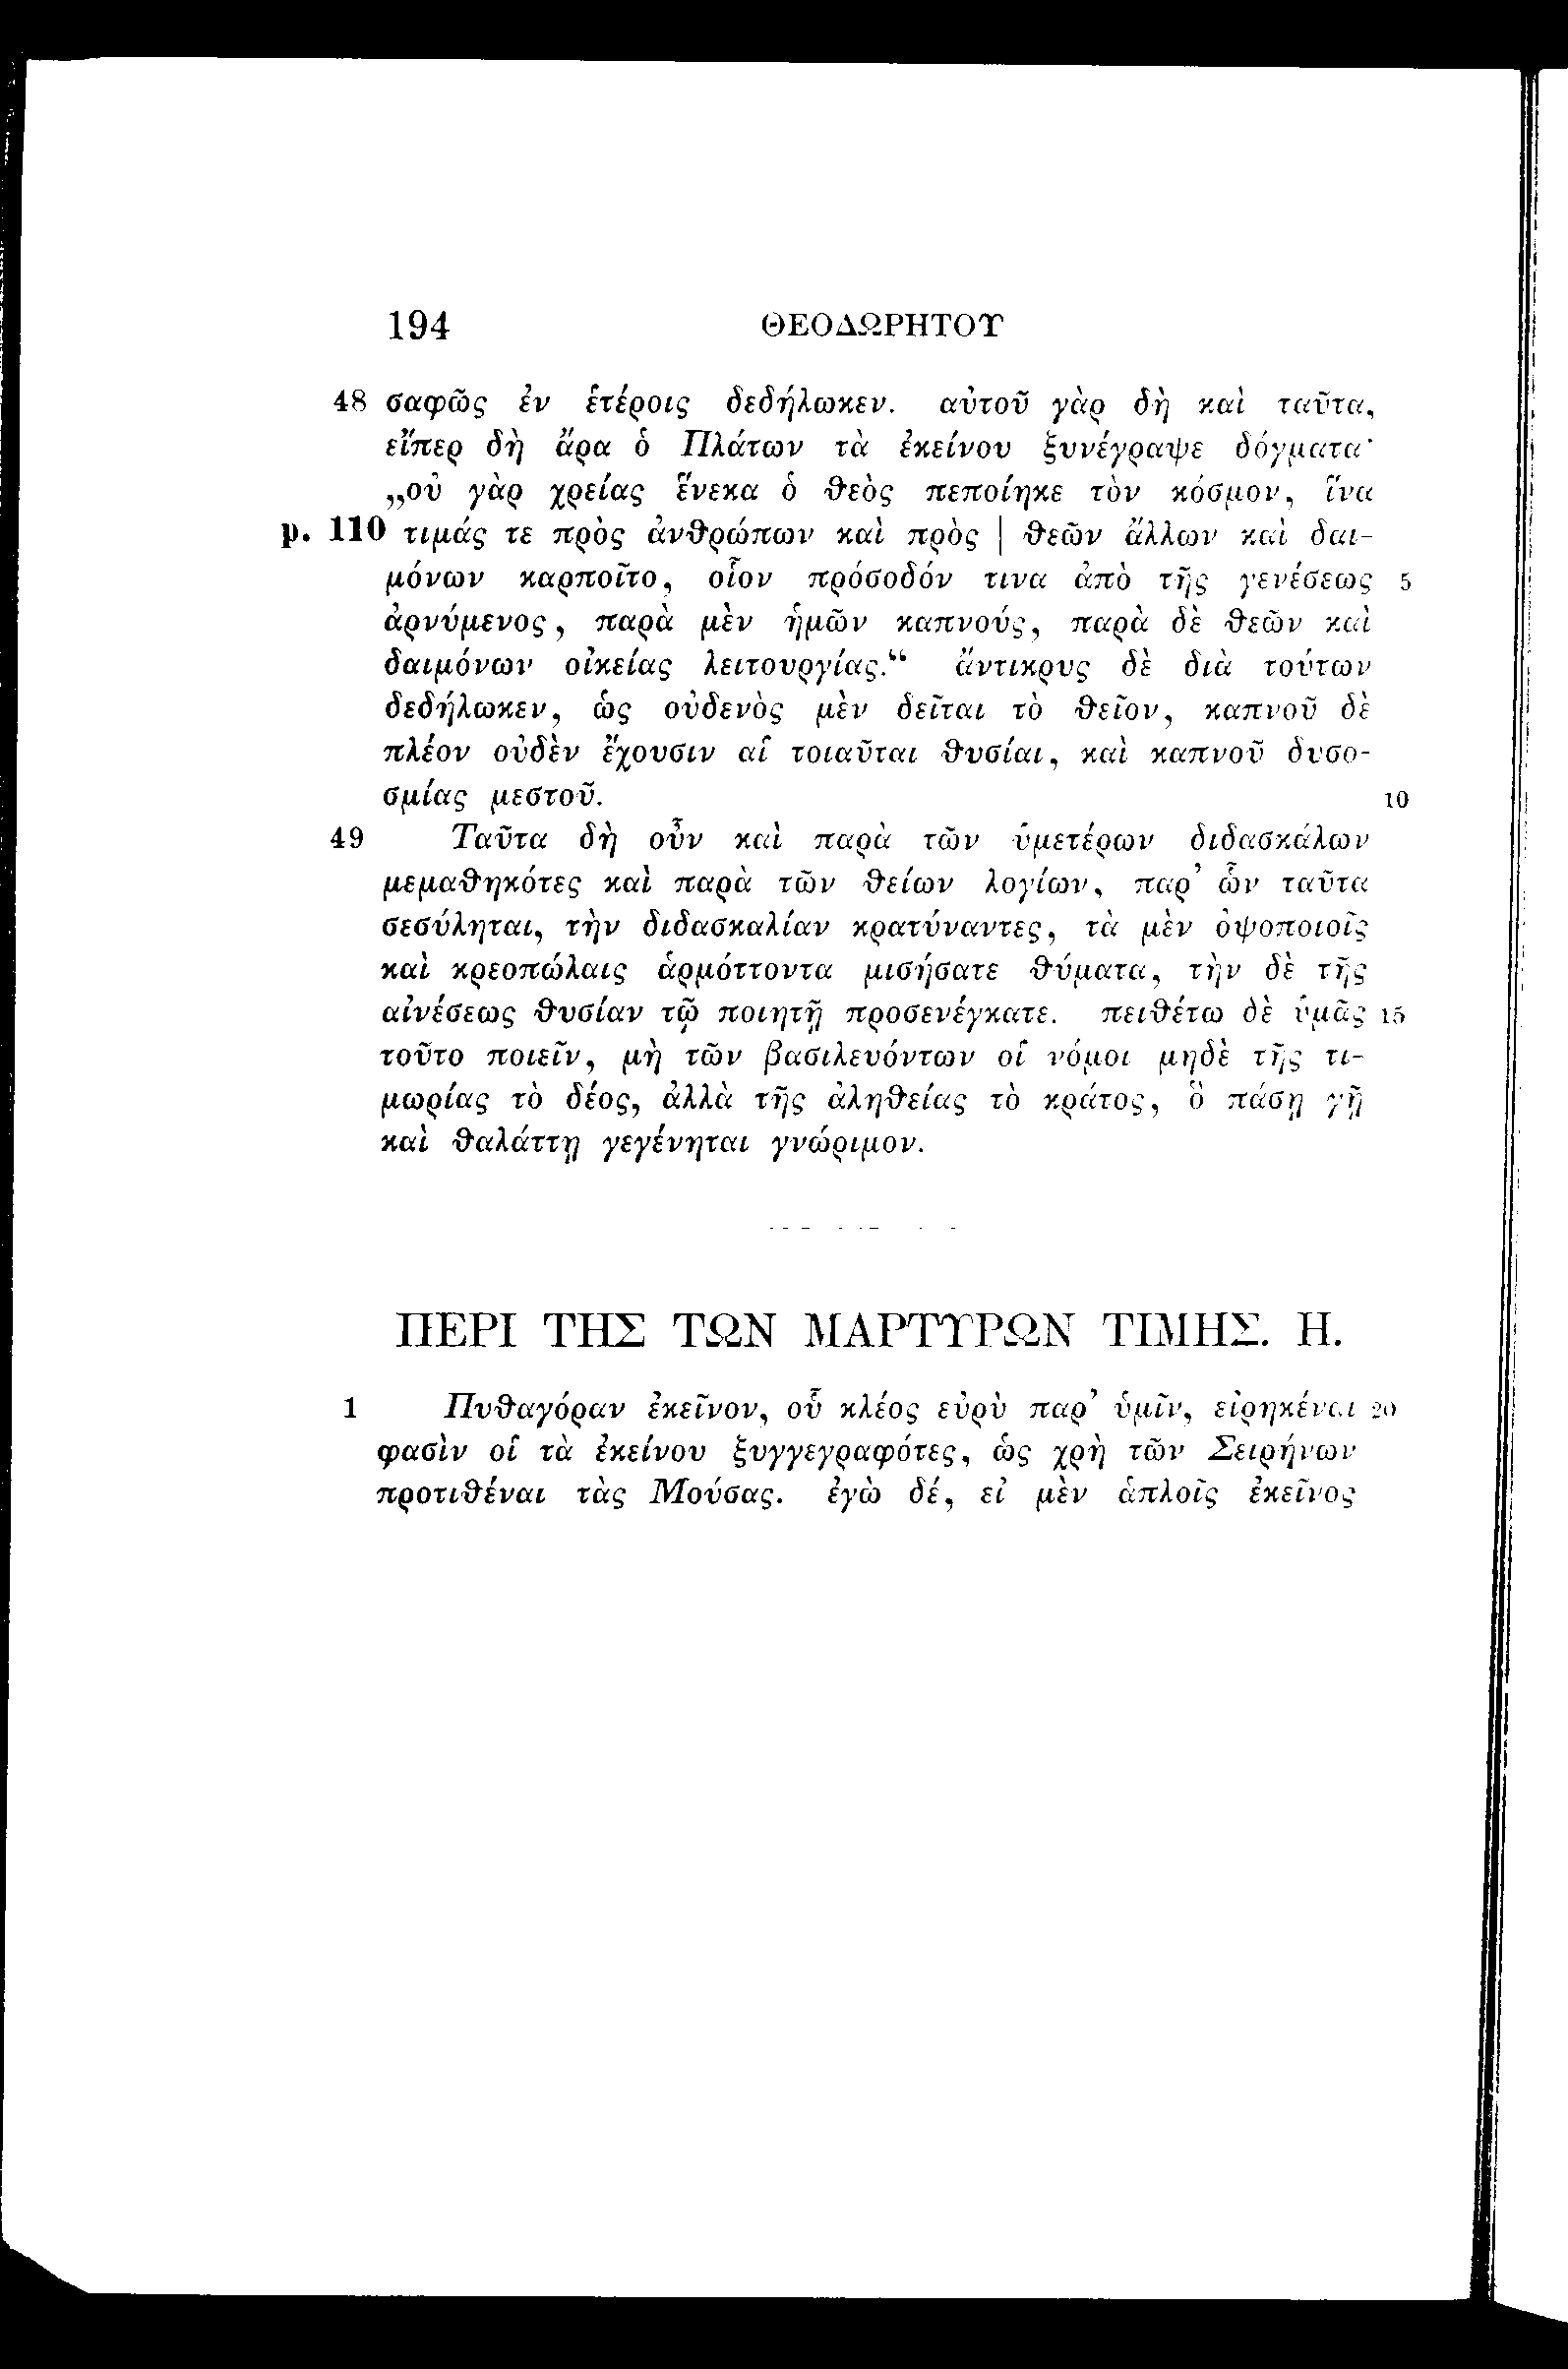 194 ΘΕΟΔΩΡΗΤΟΥ
48 σαφῶς ἐν ἑτέροις δεδήλωκεν. αὐτοῦ γὰρ δὴ καὶ ταῦτα,
εἴπερ δὴ ἄρα ὁ Πλάτων τὰ ἐκείνου ξυνέγραψε δόγματα·
„οὐ γὰρ χρείας ἕνεκα ὁ θεὸς πεποίηκε τὸν κόσμον, ἵνα
p. 110 τιμάς τε πρὸς ἀνθρώπων καὶ πρὸς | θεῶν ἄλλων καὶ δαι-
μόνων καρποῖτο, οἷον πρόσοδόν τινα ἀπὸ τῆς γενέσεως 5
ἀρνύμενος, παρὰ μὲν ἡμῶν καπνούς, παρὰ δὲ θεῶν καὶ
δαιμόνων οἰκείας λειτουργίας.“ ἄντικρυς δὲ διὰ τούτων
δεδήλωκεν, ὡς οὐδενὸς μὲν δεῖται τὸ θεῖον, καπνοῦ δὲ
πλέον οὐδὲν ἔχουσιν αἱ τοιαῦται θυσίαι, καὶ καπνοῦ δυσο-
σμίας μεστοῦ. 10
49 Ταῦτα δὴ οὖν καὶ παρὰ τῶν ὑμετέρων διδασκάλων
μεμαθηκότες καὶ παρὰ τῶν θείων λογίων, παρ’ ὧν ταῦτα
σεσύληται, τὴν διδασκαλίαν κρατύναντες, τὰ μὲν ὀψοποιοῖς
καὶ κρεοπώλαις ἁρμόττοντα μισήσατε θύματα, τὴν δὲ τῆς
αἰνέσεως θυσίαν τῷ ποιητῇ προσενέγκατε. πειθέτω δὲ ὑμᾶς 15
τοῦτο ποιεῖν, μὴ τῶν βασιλευόντων οἱ νόμοι μηδὲ τῆς τι-
μωρίας τὸ δέος, ἀλλὰ τῆς ἀληθείας τὸ κράτος, ὃ πάσῃ γῇ
καὶ θαλάττῃ γεγένηται γνώριμον.
ΠΕΡΙ ΤΗΣ ΤΩΝ ΜΑΡΤΥΡΩΝ ΤΙΜΗΣ. Η.
1 Πυθαγόραν ἐκεῖνον, οὗ κλέος εὐρὺ παρ’ ὑμῖν, εἰρηκέναι 20
φασὶν οἱ τὰ ἐκείνου ξυγγεγραφότες, ὡς χρὴ τῶν Σειρήνων
προτιθέναι τὰς Μούσας. ἐγὼ δέ, εἰ μὲν ἁπλοῖς ἐκεῖνος